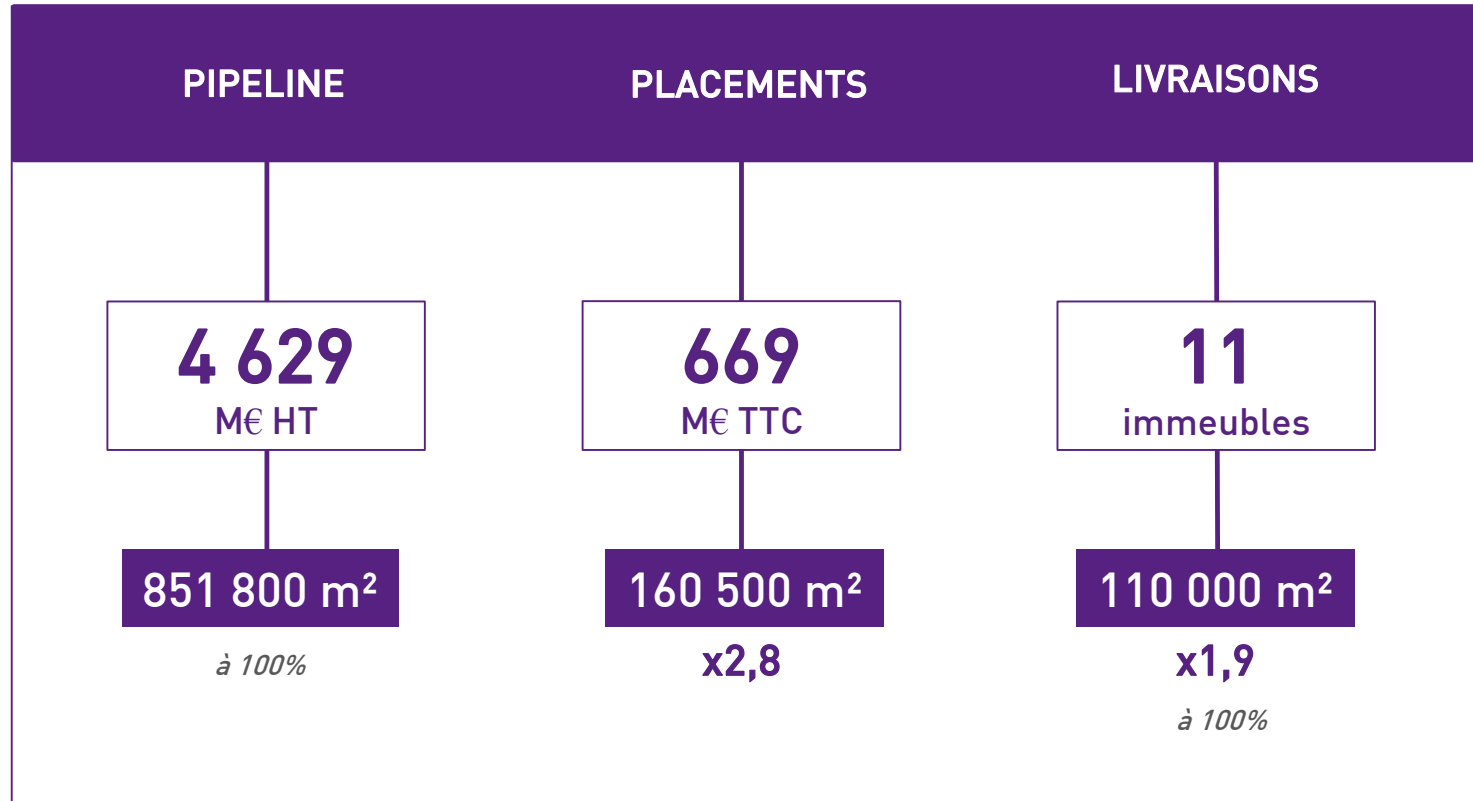 PIPELINE
4 629
M€ HT
851 800 m²
à 100%
PLACEMENTS
669
M€ TTC
160 500 m²
x2,8
LIVRAISONS
11
immeubles
110 000 m²
x1,9
à 100%